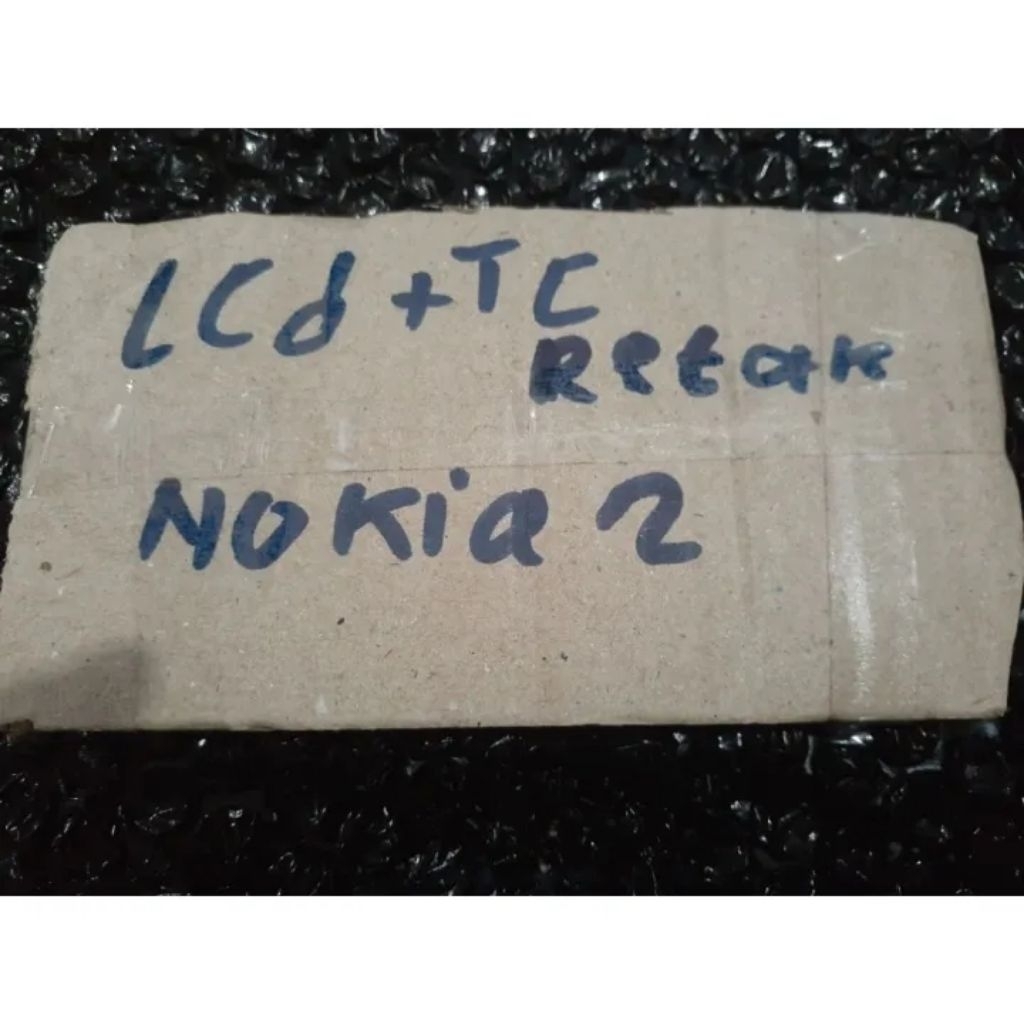 LCd + TC
Retak
Nokia 2